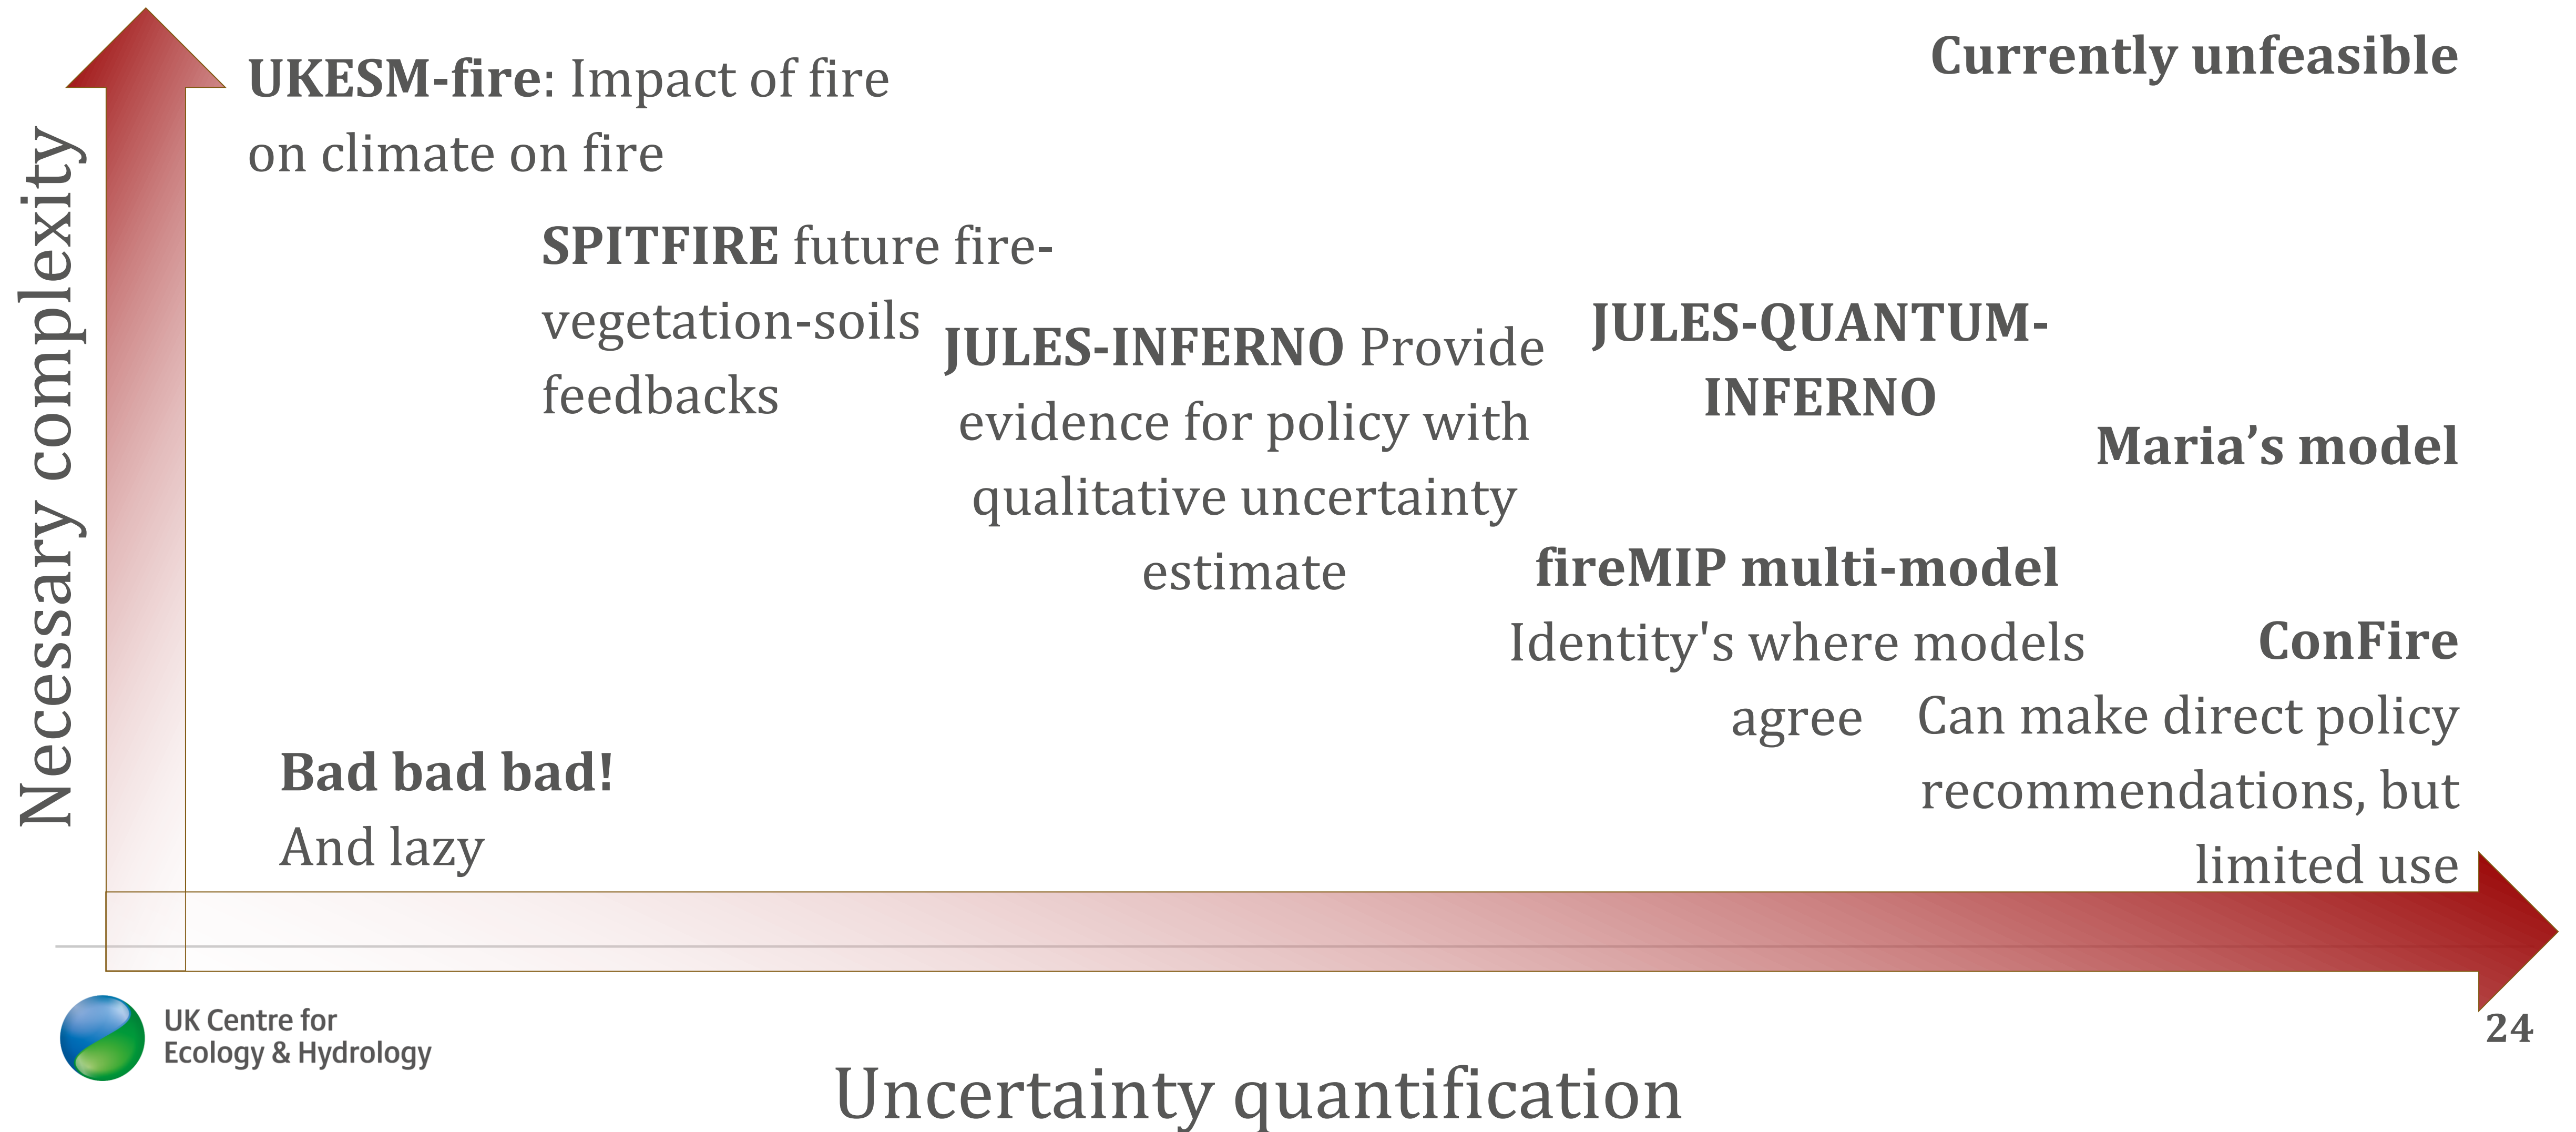 Necessary complexity
UKESM-fire: Impact of fire
on climate on fire
Currently unfeasible
SPITFIRE future fire-
vegetation-soils
feedbacks
JULES-INFERNO Provide
evidence for policy with
qualitative uncertainty
estimate
JULES-QUANTUM-
INFERNO
Maria’s model
fireMIP multi-model
Identity's where models
agree
ConFire
Can make direct policy
recommendations, but
limited use
Bad bad bad!
And lazy
UK Centre for
Ecology & Hydrology
24
Uncertainty quantification